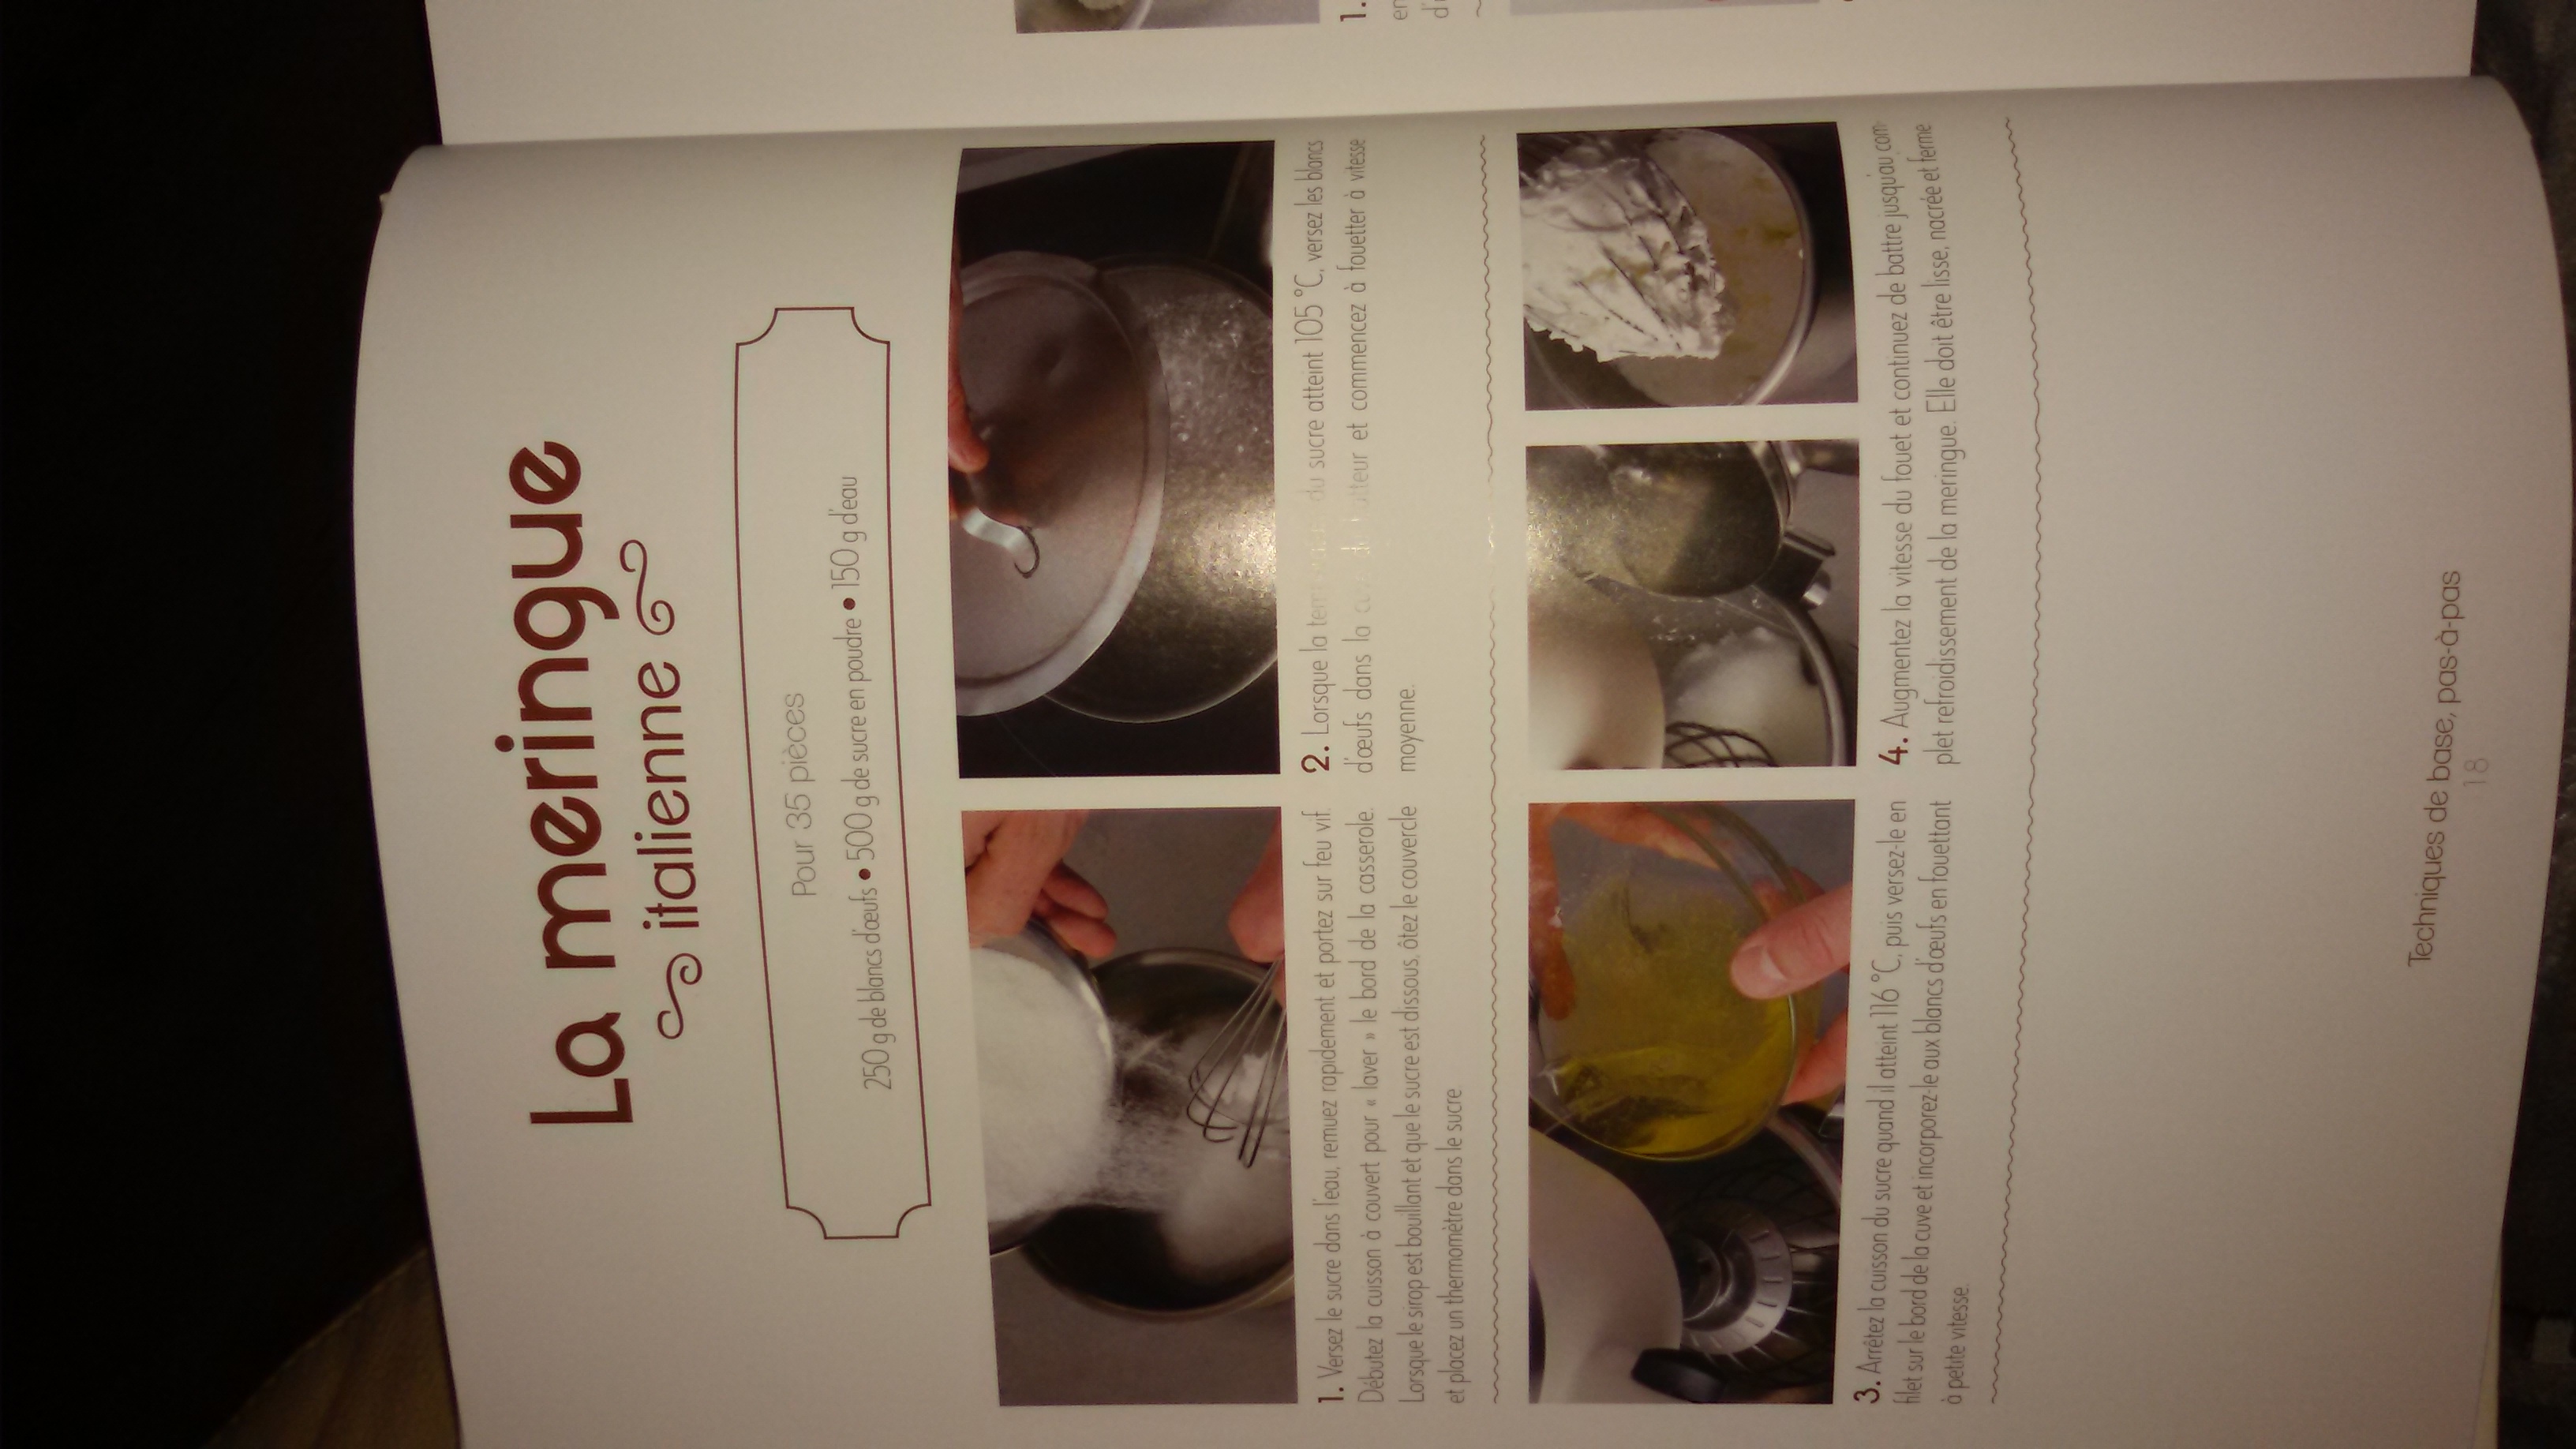 La meringue
italienne
Pour 35 pièces
250 g de blancs d'œufs • 500 g de sucre en poudre • 150 g d'eau
1. Versez le sucre dans l'eau, remuez rapidement et portez sur feu vif.
Débutez la cuisson à couvert pour « laver » le bord de la casserole.
Lorsque le sirop est bouillant et que le sucre est dissous, ôtez le couvercle
et placez un thermomètre dans le sucre.
2. Lorsque la du sucre atteint 105 °C, versez les blancs
d'œufs dans la et commencez à fouetter à vitesse
moyenne.
3. Arrêtez la cuisson du sucre quand il atteint 116 °C, puis versez-le en
filet sur le bord de la cuve et incorporez-le aux blancs d'œufs en fouettant
à petite vitesse.
4. Augmentez la vitesse du fouet et continuez de battre jusqu'au com-
plet refroidissement de la meringue. Elle doit être lisse, nacrée et ferme.
Techniques de base, pas-à-pas
18
1.
en